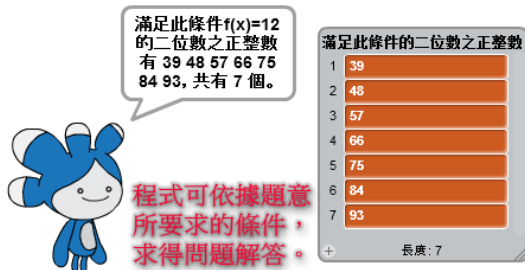 滿足此條件f(x)=12
的二位數之正整數
有 39 48 57 66 75
84 93, 共有 7 個。
程式可依據題意
所要求的條件，
求得問題解答。
滿足此條件的二位數之正整數
1 39
2 48
3 57
4 66
5 75
6 84
7 93
+ 長度: 7